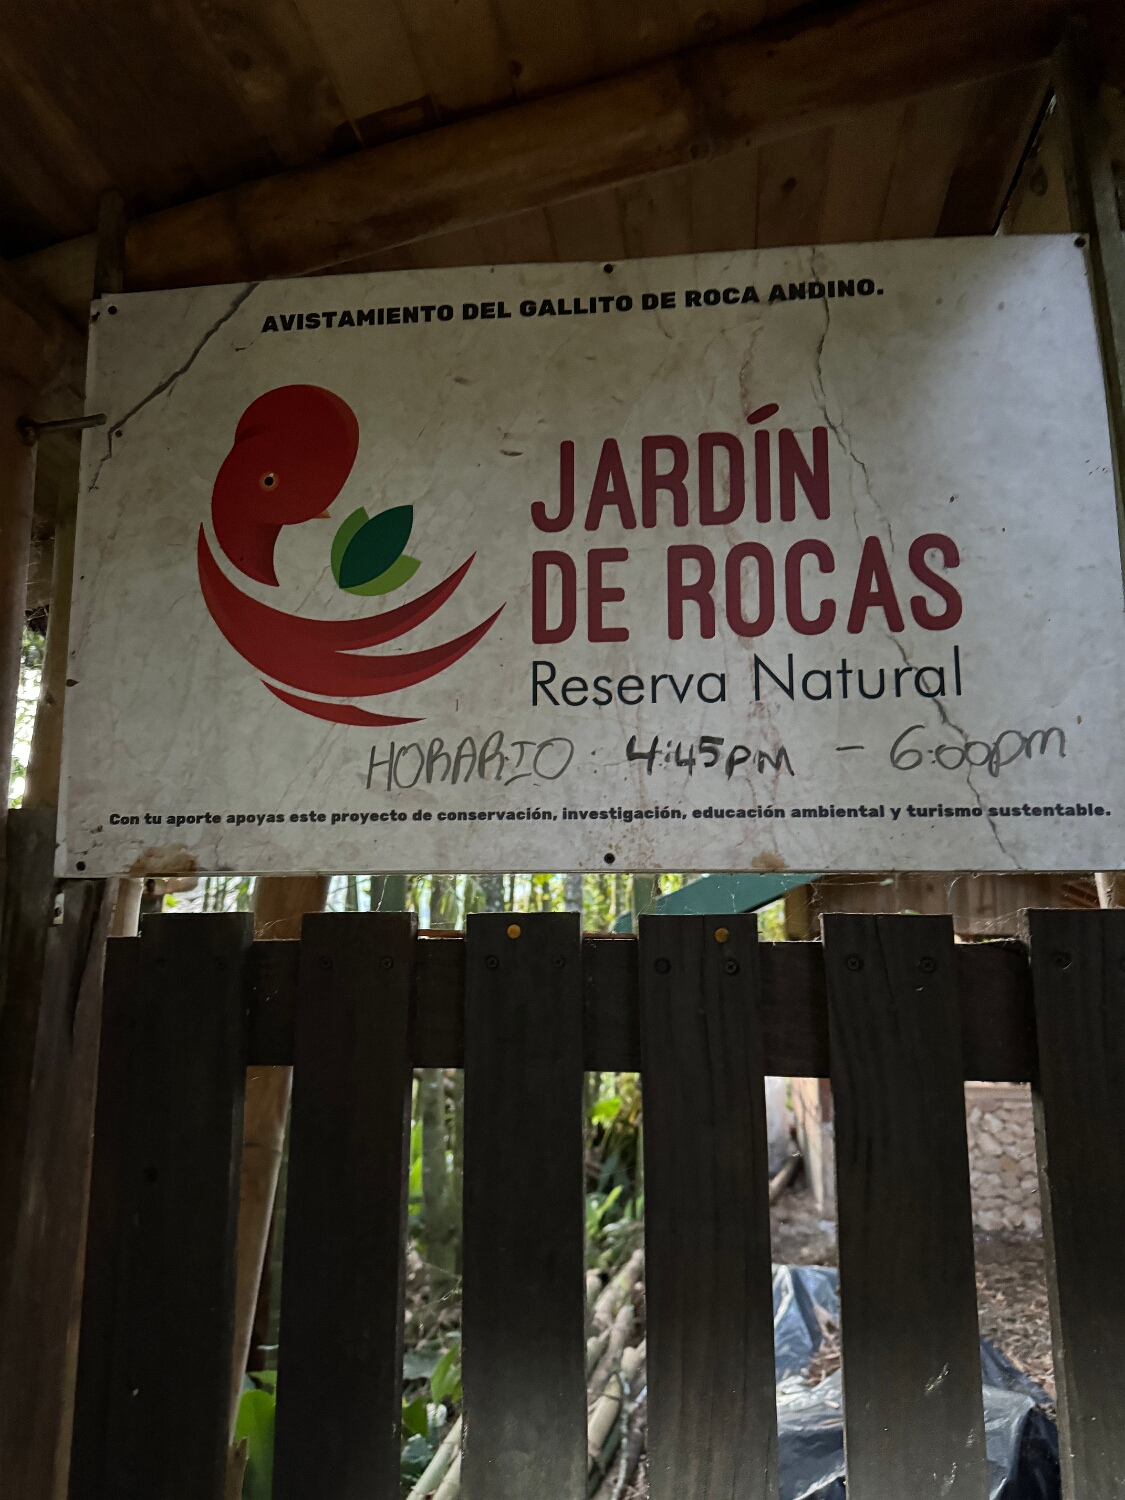 AVISTAMIENTO DEL GALLITO DE ROCA ANDINO.
JARDÍN
DE ROCAS
Reserva Natural
HORARIO: 4:45PM - 6:00pm
Con tu aporte apoyas este proyecto de conservación, investigación, educación ambiental y turismo sustentable.